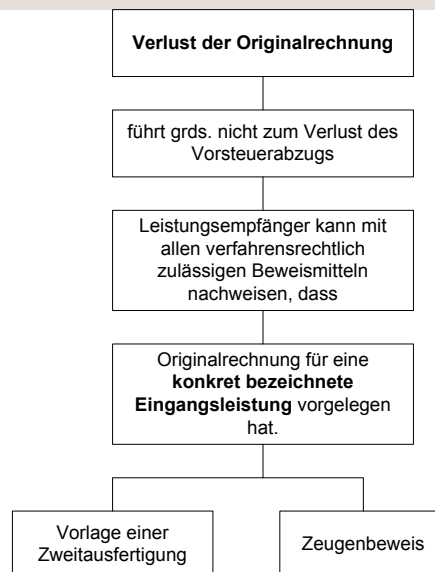 Verlust der Originalrechnung
führt grds. nicht zum Verlust des
Vorsteuerabzugs
Leistungsempfänger kann mit
allen verfahrensrechtlich
zulässigen Beweismitteln
nachweisen, dass
Originalrechnung für eine
konkret bezeichnete
Eingangsleistung vorgelegen
hat.
Vorlage einer
Zweitausfertigung
Zeugenbeweis